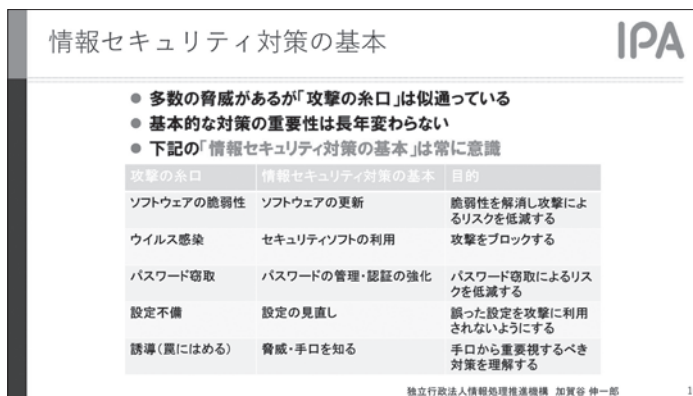 情報セキュリティ対策の基本
IPA
● 多数の脅威があるが「攻撃の糸口」は似通っている
● 基本的な対策の重要性は長年変わらない
● 下記の「情報セキュリティ対策の基本」は常に意識
攻撃の糸口 情報セキュリティ対策の基本 目的
ソフトウェアの脆弱性 ソフトウェアの更新 脆弱性を解消し攻撃によ
るリスクを低減する
ウイルス感染 セキュリティソフトの利用 攻撃をブロックする
パスワード窃取 パスワードの管理・認証の強化 パスワード窃取によるリス
クを低減する
設定不備 設定の見直し 誤った設定を攻撃に利用
されないようにする
誘導(罠にはめる) 脅威・手口を知る 手口から重要視するべき
対策を理解する
独立行政法人情報処理推進機構 加賀谷 伸一郎 1